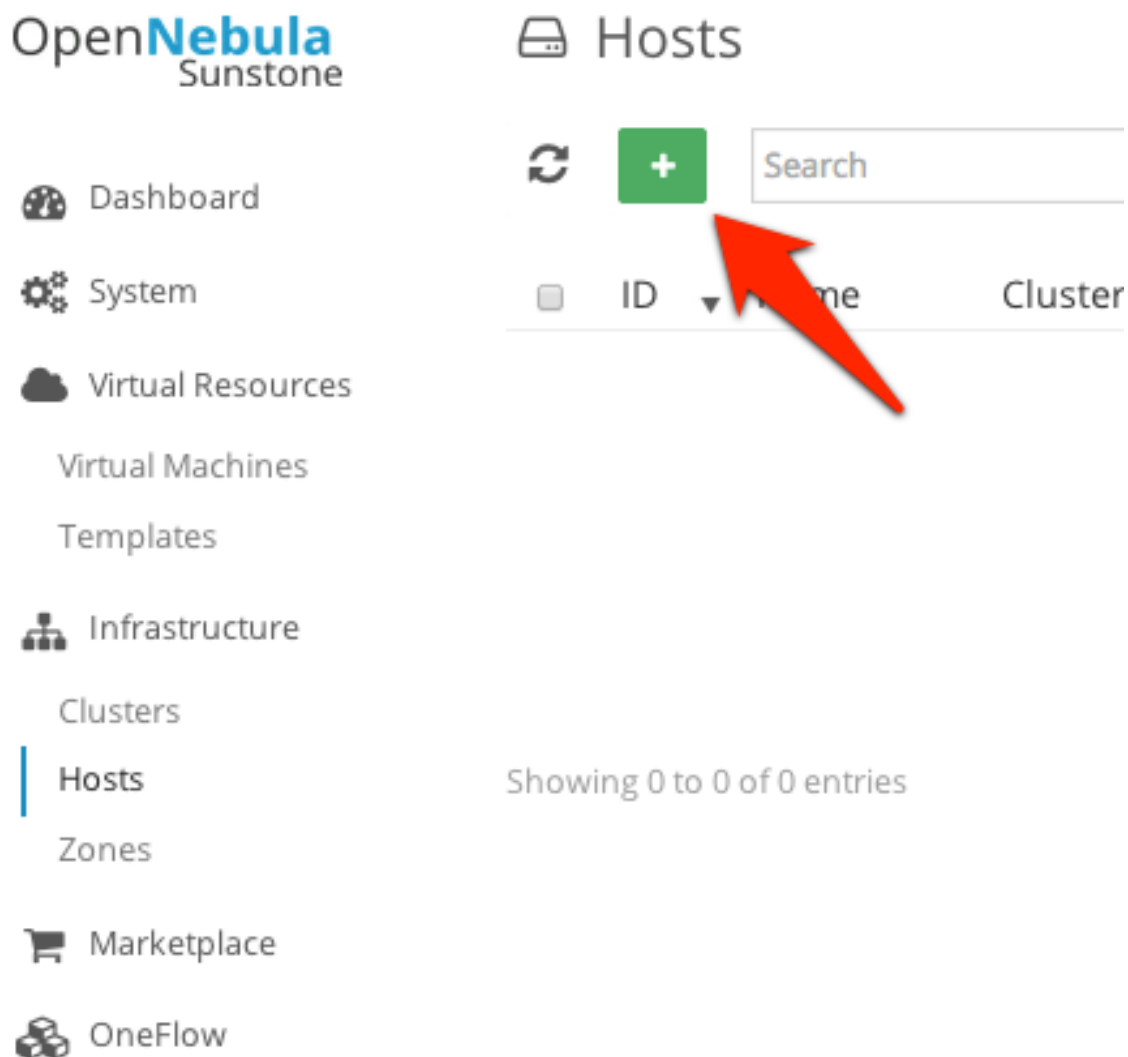 OpenNebula
Sunstone
Dashboard
System
Virtual Resources
Virtual Machines
Templates
Infrastructure
Clusters
Hosts
Zones
Marketplace
OneFlow
Hosts
Search
ID Cluster
Showing 0 to 0 of 0 entries